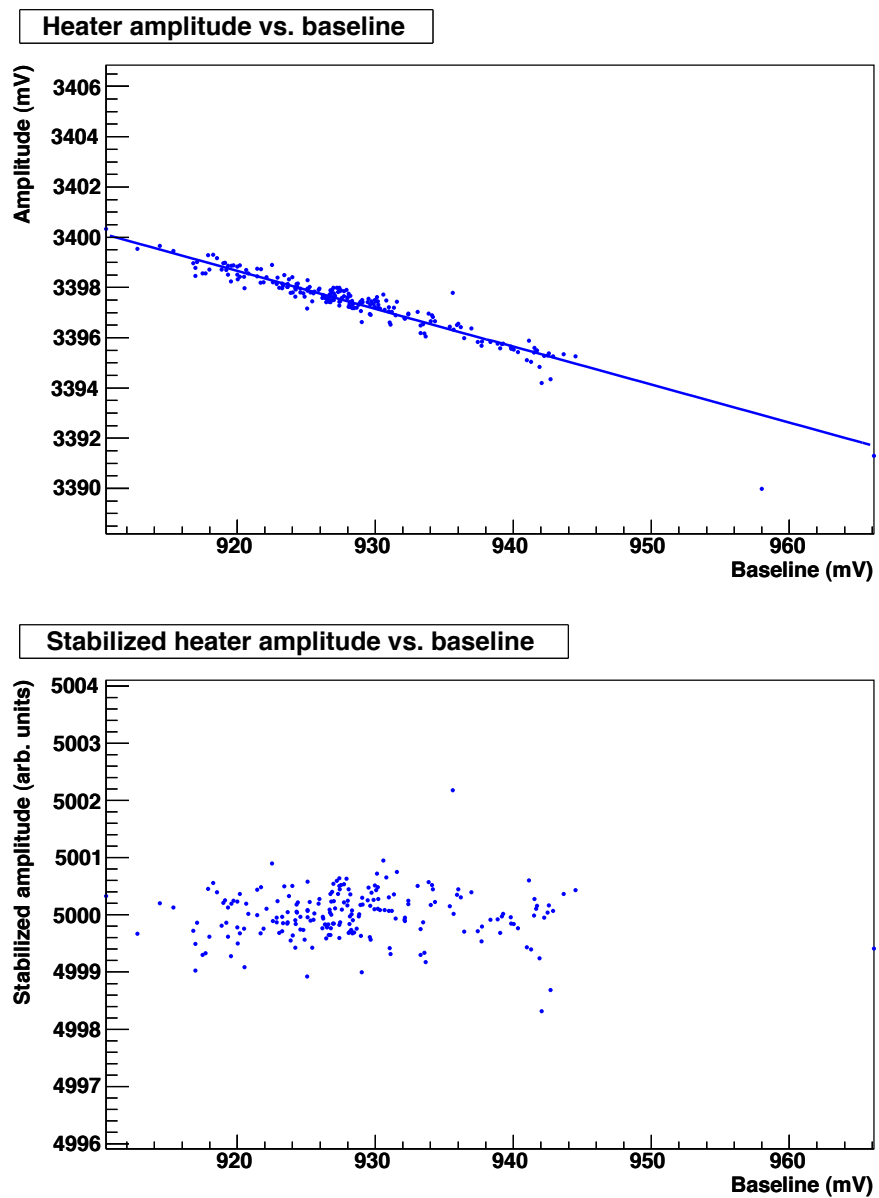 Heater amplitude vs. baseline
Amplitude (mV)
3406
3404
3402
3400
3398
3396
3394
3392
3390
920 930 940 950 960
Baseline (mV)
Stabilized heater amplitude vs. baseline
Stabilized amplitude (arb. units)
5004
5003
5002
5001
5000
4999
4998
4997
4996
920 930 940 950 960
Baseline (mV)